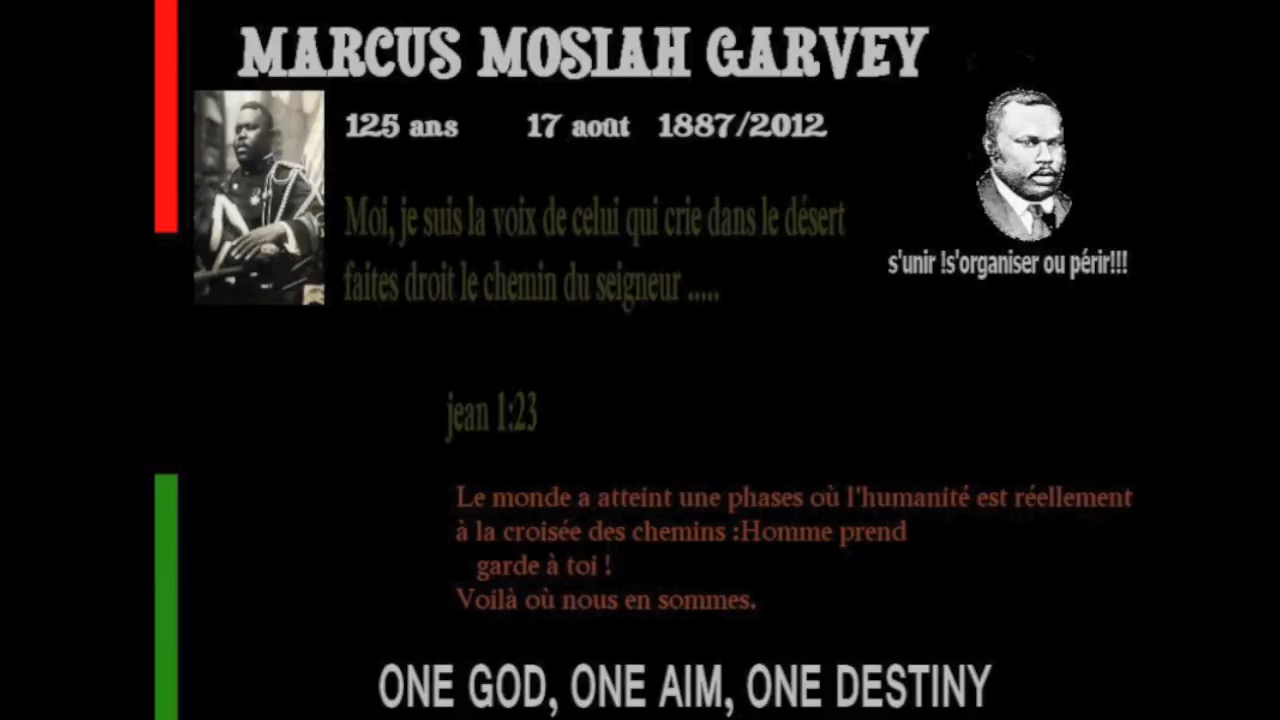 MARCUS MOSIAH GARVEY
125 ans 17 août 1887/2012
Moi, je suis la voix de celui qui crie dans le désert
faites droit le chemin du seigneur .....
s'unir !s'organiser ou périr!!!
jean 1:23
Le monde a atteint une phases où l'humanité est réellement
à la croisée des chemins :Homme prend
garde à toi !
Voilà où nous en sommes.
ONE GOD, ONE AIM, ONE DESTINY